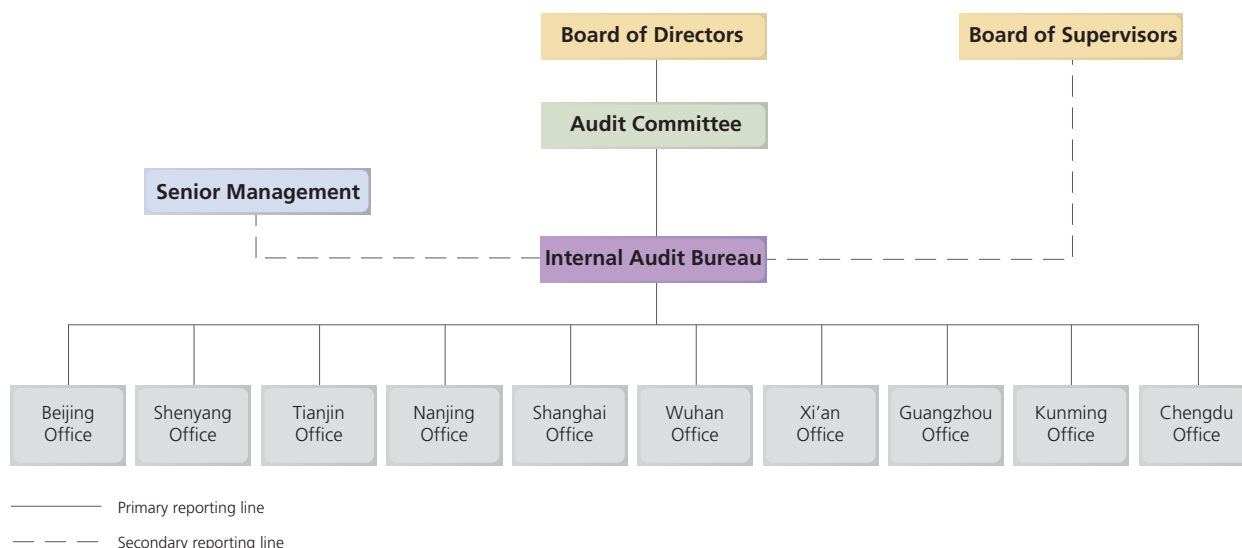 Board of Directors
Board of Supervisors
Audit Committee
Senior Management
Internal Audit Bureau
Beijing
Office
Shenyang
Office
Tianjin
Office
Nanjing
Office
Shanghai
Office
Wuhan
Office
Xi’an
Office
Guangzhou
Office
Kunming
Office
Chengdu
Office
Primary reporting line
Secondary reporting line